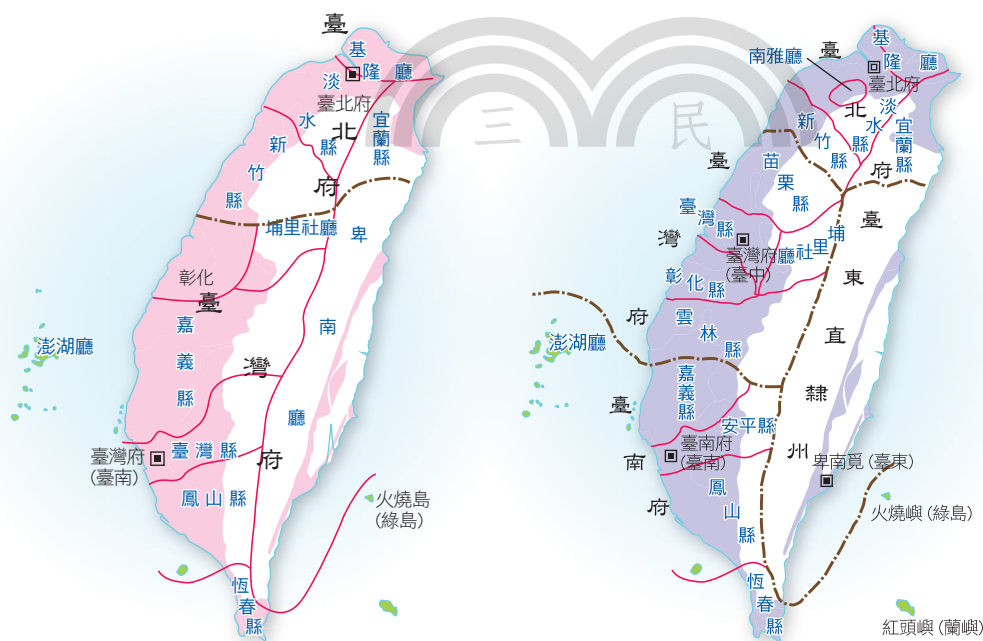 臺北府
基隆廳
淡水縣
臺北府
宜蘭縣
新竹縣
埔里社廳
卑南廳
彰化
臺灣府
嘉義縣
澎湖廳
臺灣府
(臺南)
臺灣縣
鳳山縣
火燒島
(綠島)
恆春縣
三民
臺北府
南雅廳
基隆廳
臺北府
淡水縣
宜蘭縣
新竹縣
臺灣府
苗栗縣
臺灣縣
臺灣府
(臺中)
埔里社廳
彰化縣
雲林縣
臺東直隸州
澎湖廳
臺南府
嘉義縣
安平縣
臺南府
(臺南)
鳳山縣
卑南覓(臺東)
火燒嶼(綠島)
恆春縣
紅頭嶼(蘭嶼)